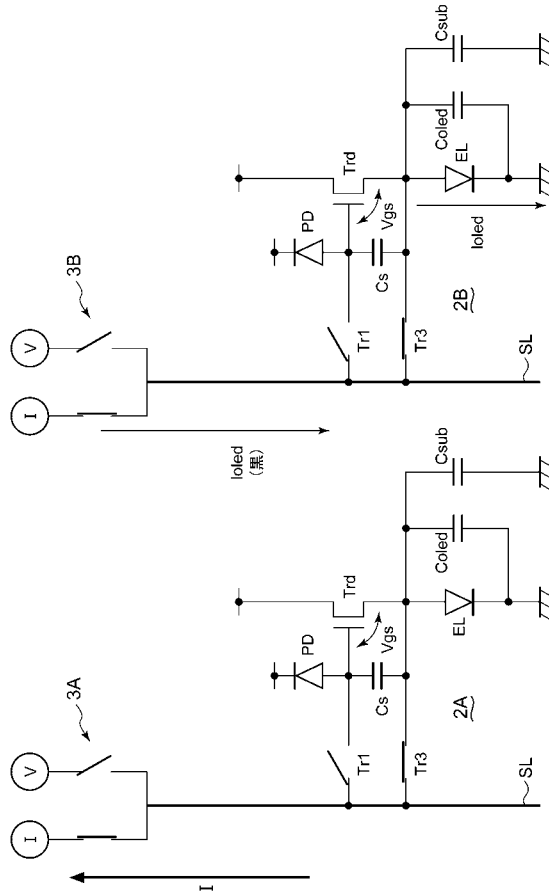 I
3A
I
V
PD
Trd
Vgs
Cs
Tr1
Tr3
2A
SL
EL
Coled
Csub
Ioled
(黒)
3B
I
V
PD
Trd
Vgs
Cs
Tr1
Tr3
2B
SL
EL
Coled
Csub
Ioled